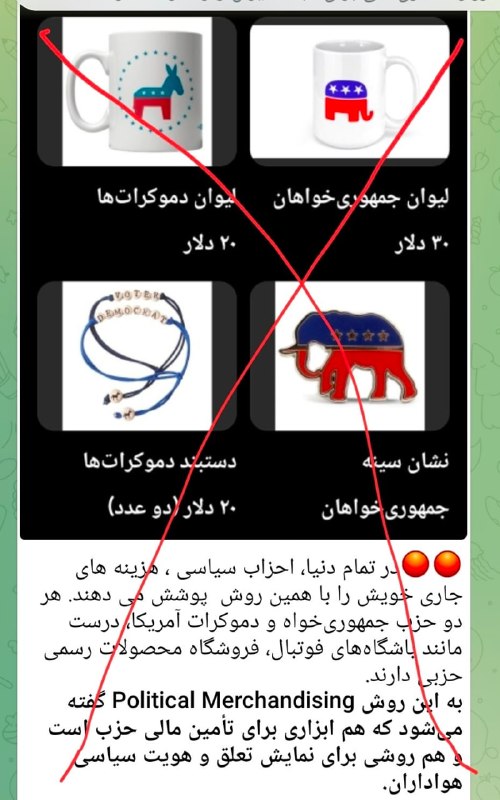 لیوان جمهوری‌خواهان
۳۰ دلار
لیوان دموکرات‌ها
۲۰ دلار
VOTER
DEMOCRAT
نشان سینه
جمهوری‌خواهان
دستبند دموکرات‌ها
۲۰ دلار (دو عدد)
در تمام دنیا، احزاب سیاسی ، هزینه های
جاری خویش را با همین روش پوشش می دهند. هر
دو حزب جمهوری‌خواه و دموکرات آمریکا، درست
مانند باشگاه‌های فوتبال، فروشگاه محصولات رسمی
حزبی دارند.
به این روش Political Merchandising گفته
می‌شود که هم ابزاری برای تأمین مالی حزب است
و هم روشی برای نمایش تعلق و هویت سیاسی
هواداران.